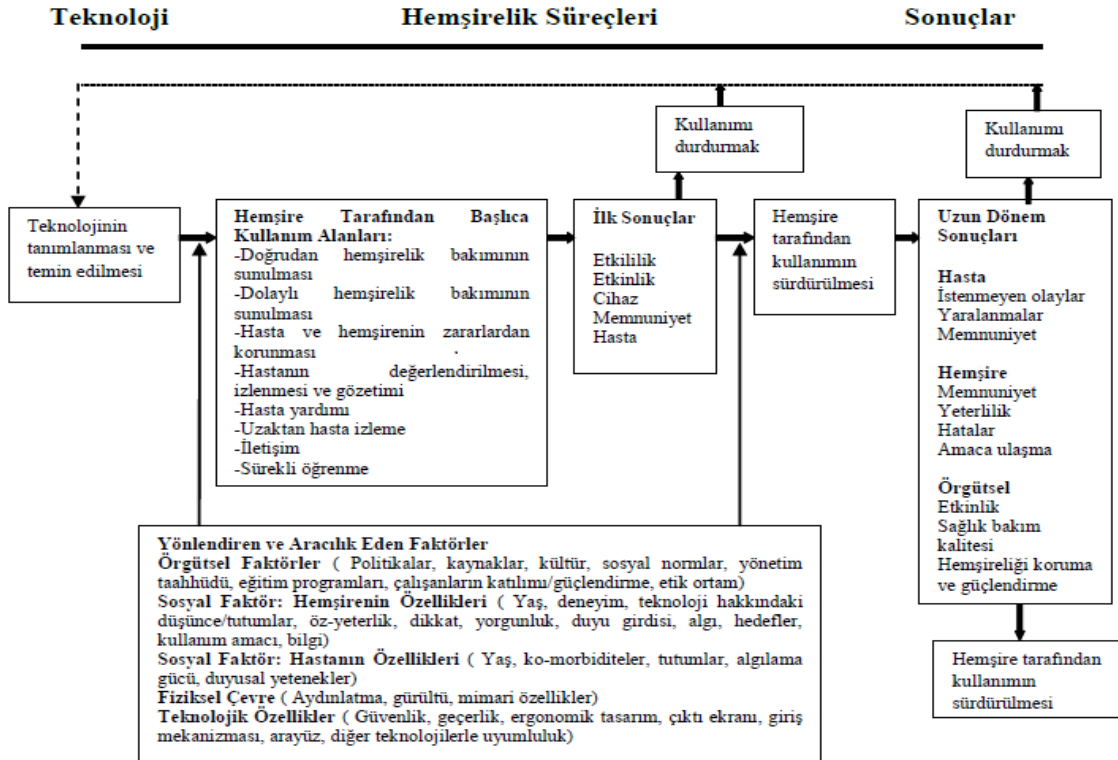 Teknoloji
Hemşirelik Süreçleri
Sonuçlar
Kullanımı
durdurmak
Kullanımı
durdurmak
Teknolojinin
tanımlanması ve
temin edilmesi
Hemşire Tarafından Başlıca
Kullanım Alanları:
-Doğrudan hemşirelik bakımının
sunulması
-Dolaylı hemşirelik bakımının
sunulması
-Hasta ve hemşirenin zararlardan
korunması
-Hastanın değerlendirilmesi,
izlenmesi ve gözetimi
-Hasta yardımı
-Uzaktan hasta izleme
-İletişim
-Sürekli öğrenme
İlk Sonuçlar
Etkililik
Etkinlik
Cihaz
Memnuniyet
Hasta
Hemşire
tarafından
kullanımın
sürdürülmesi
Uzun Dönem
Sonuçları
Hasta
İstenmeyen olaylar
Yaralanmalar
Memnuniyet
Hemşire
Memnuniyet
Yeterlilik
Hatalar
Amaca ulaşma
Örgütsel
Etkinlik
Sağlık bakım
kalitesi
Hemşireliği koruma
ve güçlendirme
Yönlendiren ve Aracılık Eden Faktörler
Örgütsel Faktörler ( Politikalar, kaynaklar, kültür, sosyal normlar, yönetim
taahhüdü, eğitim programları, çalışanların katılımı/güçlendirme, etik ortam)
Sosyal Faktör: Hemşirenin Özellikleri ( Yaş, deneyim, teknoloji hakkındaki
düşünce/tutumlar, öz-yeterlik, dikkat, yorgunluk, duyu girdisi, algı, hedefler,
kullanım amacı, bilgi)
Sosyal Faktör: Hastanın Özellikleri ( Yaş, ko-morbiditeler, tutumlar, algılama
gücü, duyusal yetenekler)
Fiziksel Çevre ( Aydınlatma, gürültü, mimari özellikler)
Teknolojik Özellikler ( Güvenlik, geçerlik, ergonomik tasarım, çıktı ekranı, giriş
mekanizması, arayüz, diğer teknolojilerle uyumluluk)
Hemşire tarafından
kullanımın
sürdürülmesi